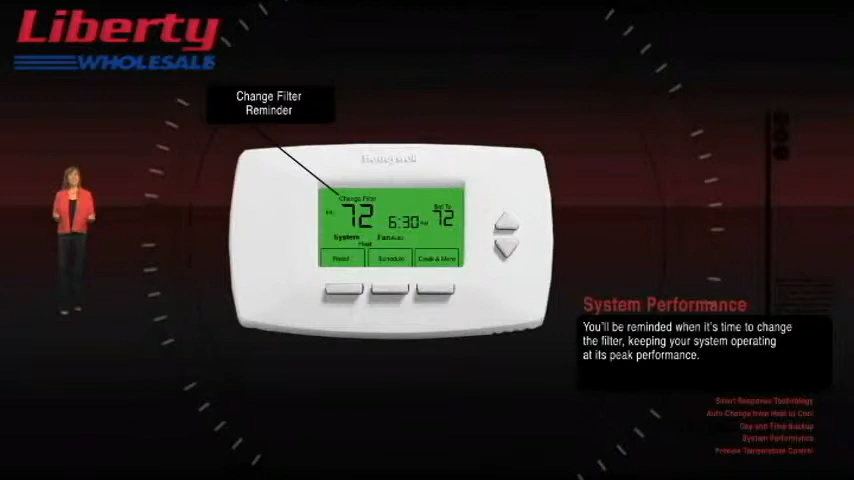 Liberty
WHOLESALE
Change Filter
Reminder
Honeywell
Change Filter
72
6:30
Set To
72
System
Heat
Fan Auto
Schedule
System Performance
You'll be reminded when it's time to change
the filter, keeping your system operating
at its peak performance.
Smart Response Technology
Auto Change from Heat to Cool
Day and Time Backup
System Performance
Precise Temperature Control